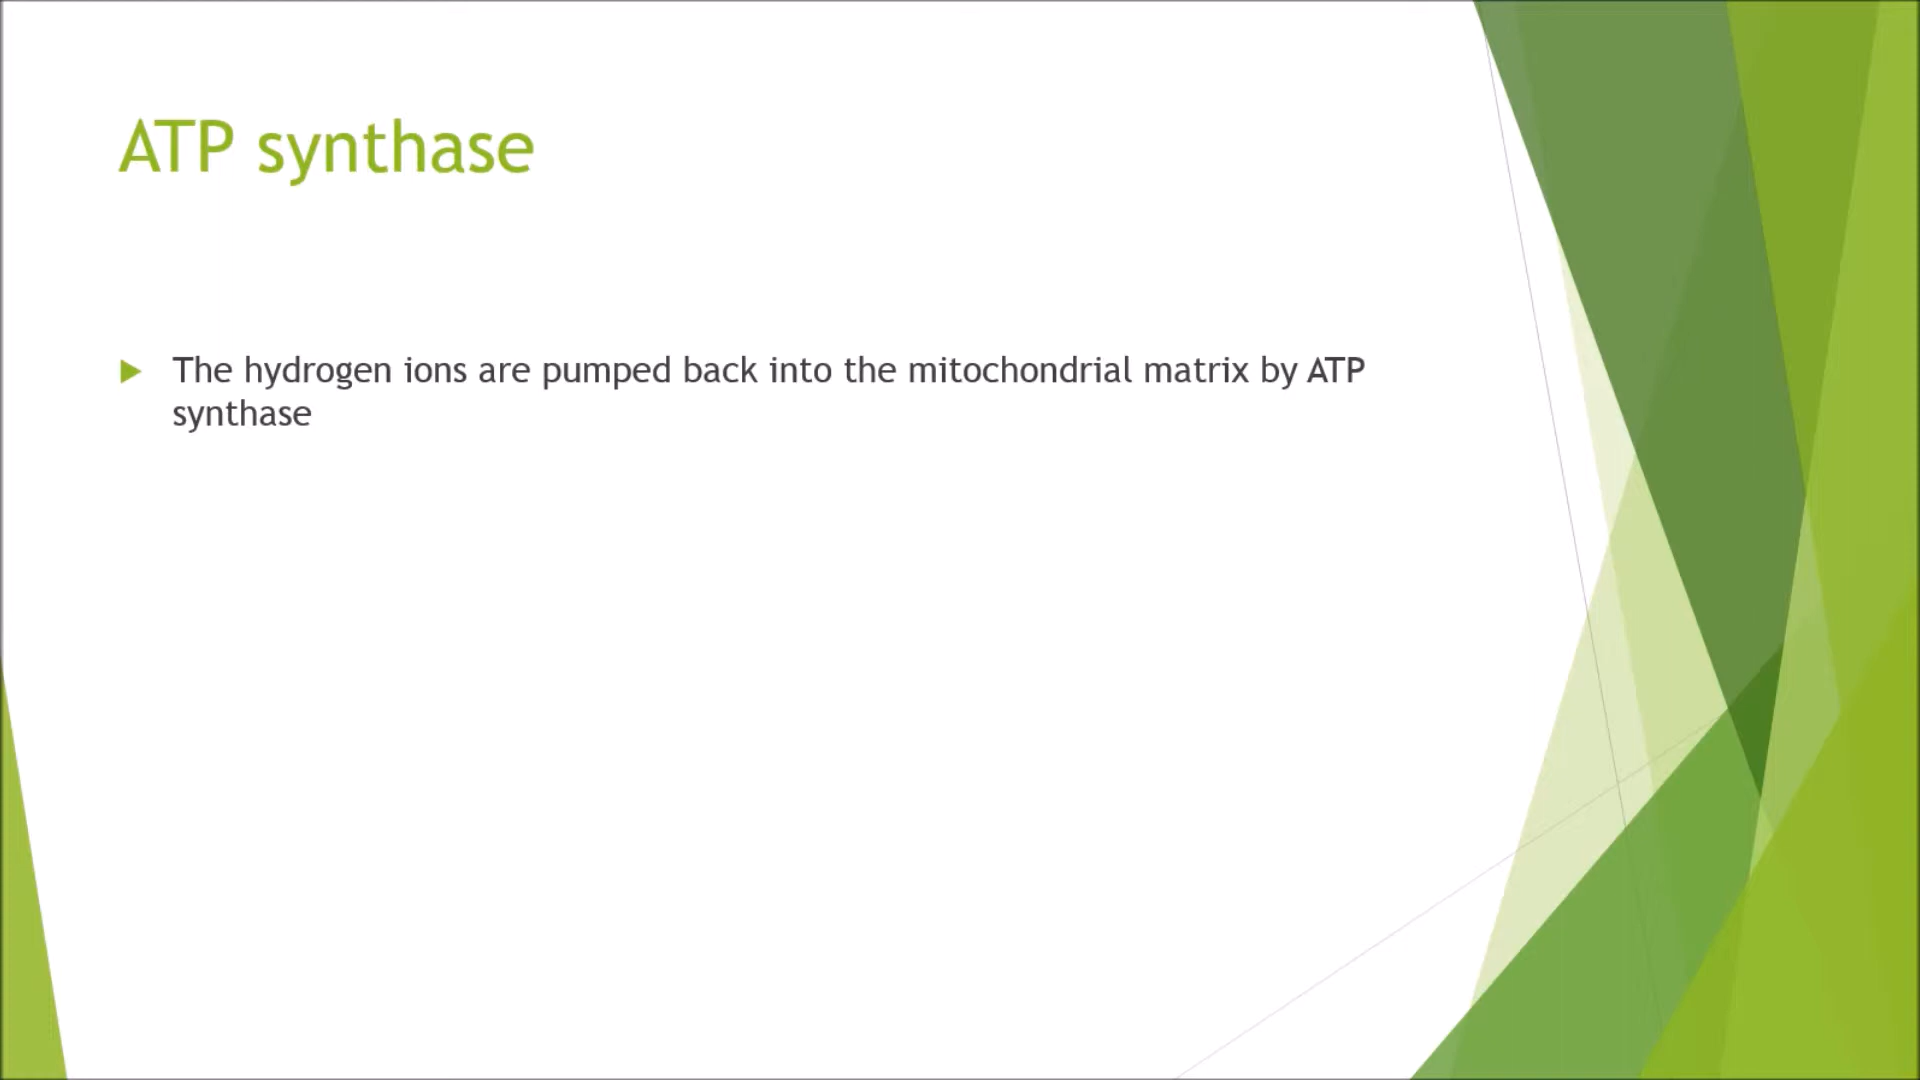 ATP synthase
The hydrogen ions are pumped back into the mitochondrial matrix by ATP
synthase